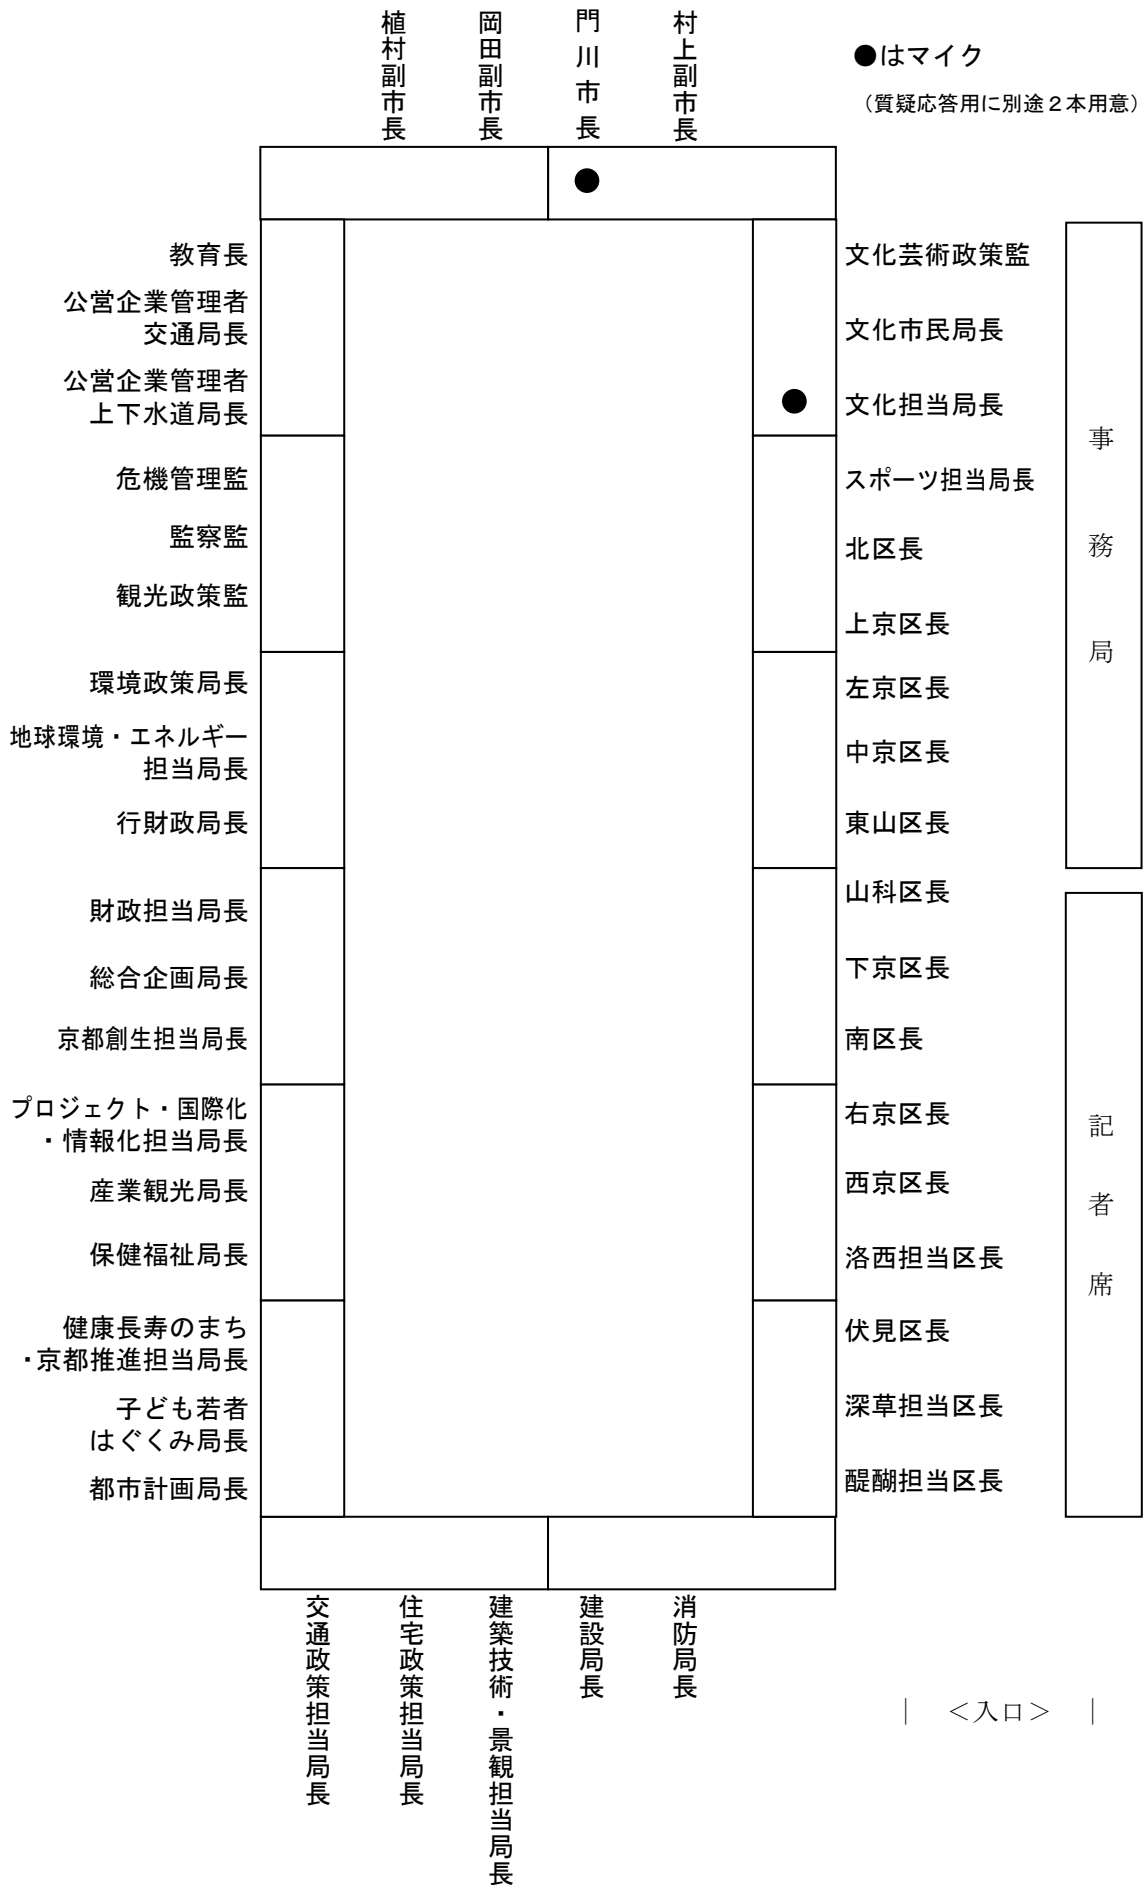 植村副市長
岡田副市長
門川市長
村上副市長
●はマイク
（質疑応答用に別途２本用意）
教育長
公営企業管理者
交通局長
公営企業管理者
上下水道局長
危機管理監
監察監
観光政策監
環境政策局長
地球環境・エネルギー
担当局長
行財政局長
財政担当局長
総合企画局長
京都創生担当局長
プロジェクト・国際化
・情報化担当局長
産業観光局長
保健福祉局長
健康長寿のまち
・京都推進担当局長
子ども若者
はぐくみ局長
都市計画局長
文化芸術政策監
文化市民局長
文化担当局長
スポーツ担当局長
北区長
上京区長
左京区長
中京区長
東山区長
山科区長
下京区長
南区長
右京区長
西京区長
洛西担当区長
伏見区長
深草担当区長
醍醐担当区長
事務局
記者席
交通政策担当局長
住宅政策担当局長
建築技術・景観担当局長
建設局長
消防局長
｜　＜入口＞　｜